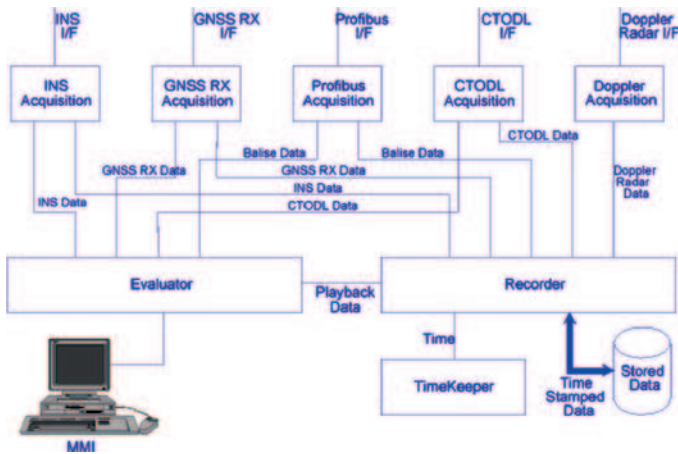 INS
I/F
GNSS RX
I/F
Profibus
I/F
CTODL
I/F
Doppler
Radar I/F
INS
Acquisition
GNSS RX
Acquisition
Profibus
Acquisition
CTODL
Acquisition
Doppler
Acquisition
CTODL Data
Balise Data
Balise Data
GNSS RX Data
GNSS RX Data
Doppler
Radar
Data
INS Data
INS Data
CTODL Data
Evaluator
Playback
Data
Recorder
Time
TimeKeeper
Time
Stamped
Data
Stored
Data
MMI